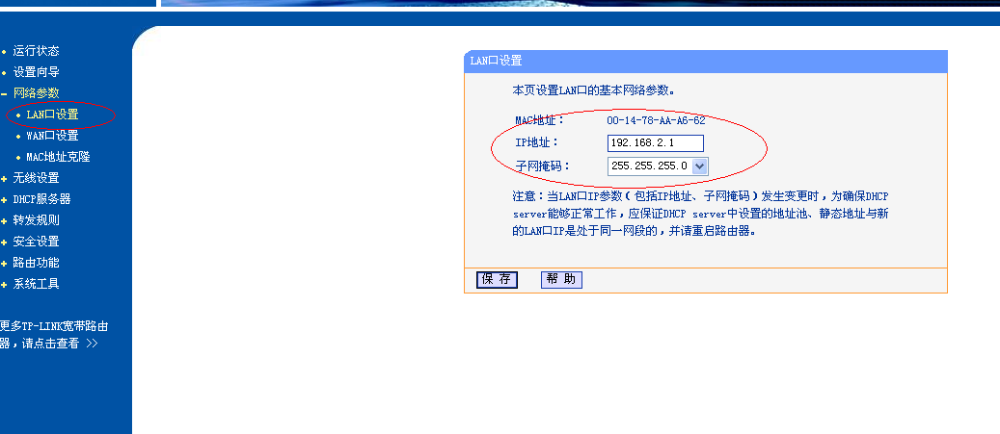 运行状态
设置向导
网络参数
LAN口设置
WAN口设置
MAC地址克隆
无线设置
DHCP服务器
转发规则
安全设置
路由功能
系统工具
更多TP-LINK宽带路由
器，请点击查看 >>
LAN口设置
本页设置LAN口的基本网络参数。
MAC地址： 00-14-78-AA-A6-62
IP地址： 192.168.2.1
子网掩码： 255.255.255.0
注意：当LAN口IP参数（包括IP地址、子网掩码）发生变更时，为确保DHCP
server能够正常工作，应保证DHCP server中设置的地址池、静态地址与新
的LAN口IP是处于同一网段的，并请重启路由器。
保 存 帮 助